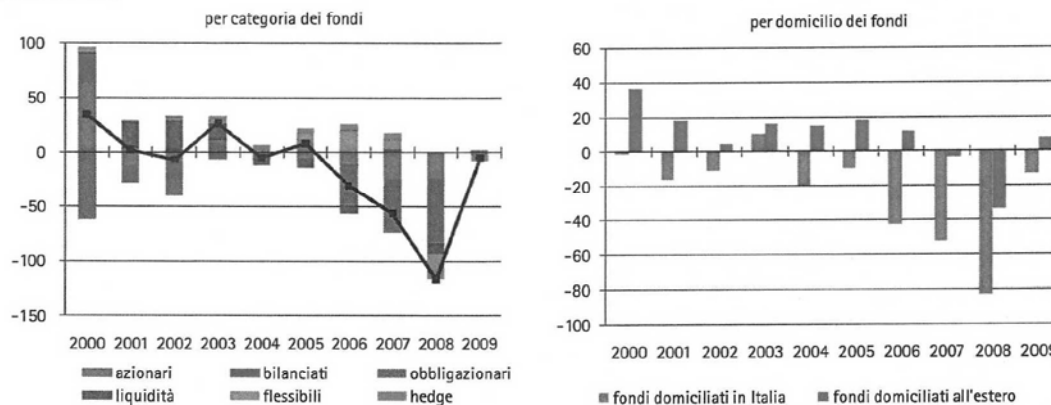 per categoria dei fondi
100
50
0
-50
-100
-150
2000 2001 2002 2003 2004 2005 2006 2007 2008 2009
azionari bilanciati obbligazionari
liquidità flessibili hedge
per domicilio dei fondi
60
40
20
0
-20
-40
-60
-80
-100
2000 2001 2002 2003 2004 2005 2006 2007 2008 2009
fondi domiciliati in Italia fondi domiciliati all'estero